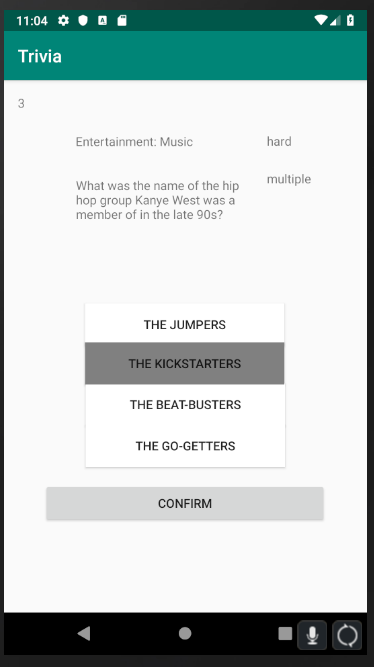 11:04
Trivia
3
Entertainment: Music
hard
What was the name of the hip
hop group Kanye West was a
member of in the late 90s?
multiple
THE JUMPERS
THE KICKSTARTERS
THE BEAT-BUSTERS
THE GO-GETTERS
CONFIRM